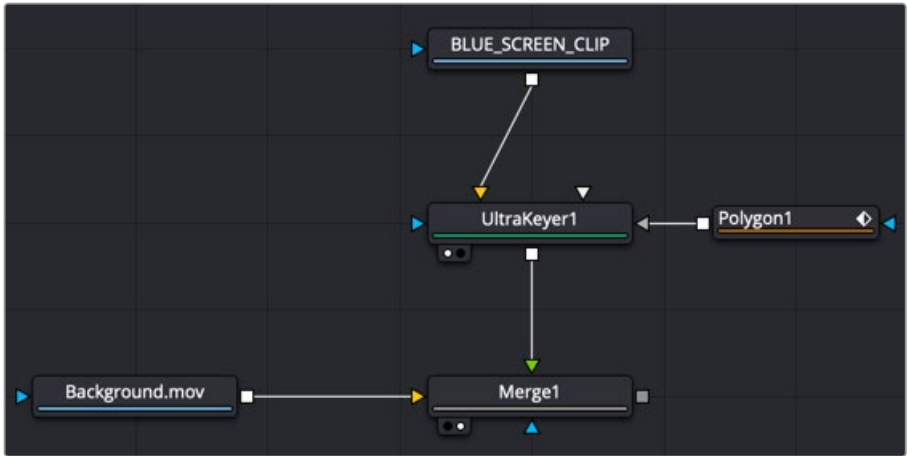 BLUE_SCREEN_CLIP
UltraKeyer1
Polygon1
Background.mov
Merge1